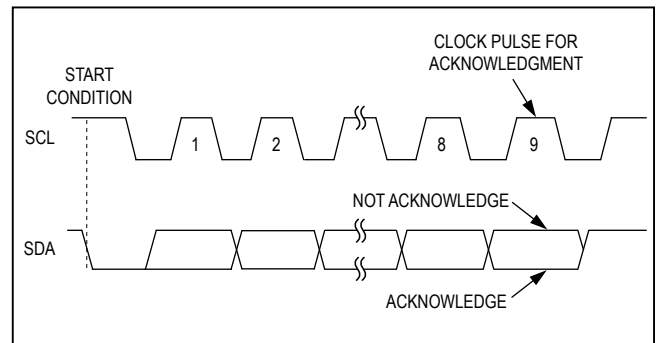 CLOCK PULSE FOR
ACKNOWLEDGMENT
START
CONDITION
SCL
1
2
8
9
NOT ACKNOWLEDGE
SDA
ACKNOWLEDGE